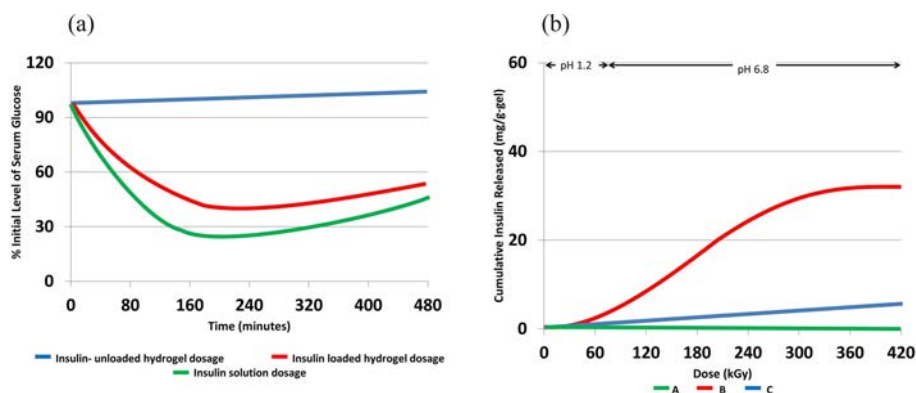 (a)
120
90
60
30
0
% Initial Level of Serum Glucose
0 80 160 240 320 400 480
Time (minutes)
Insulin- unloaded hydrogel dosage Insulin loaded hydrogel dosage
Insulin solution dosage
(b)
pH 1.2 pH 6.8
60
40
20
0
Cumulative Insulin Released (mg/g-gel)
0 60 120 180 240 300 360 420
Dose (kGy)
A B C